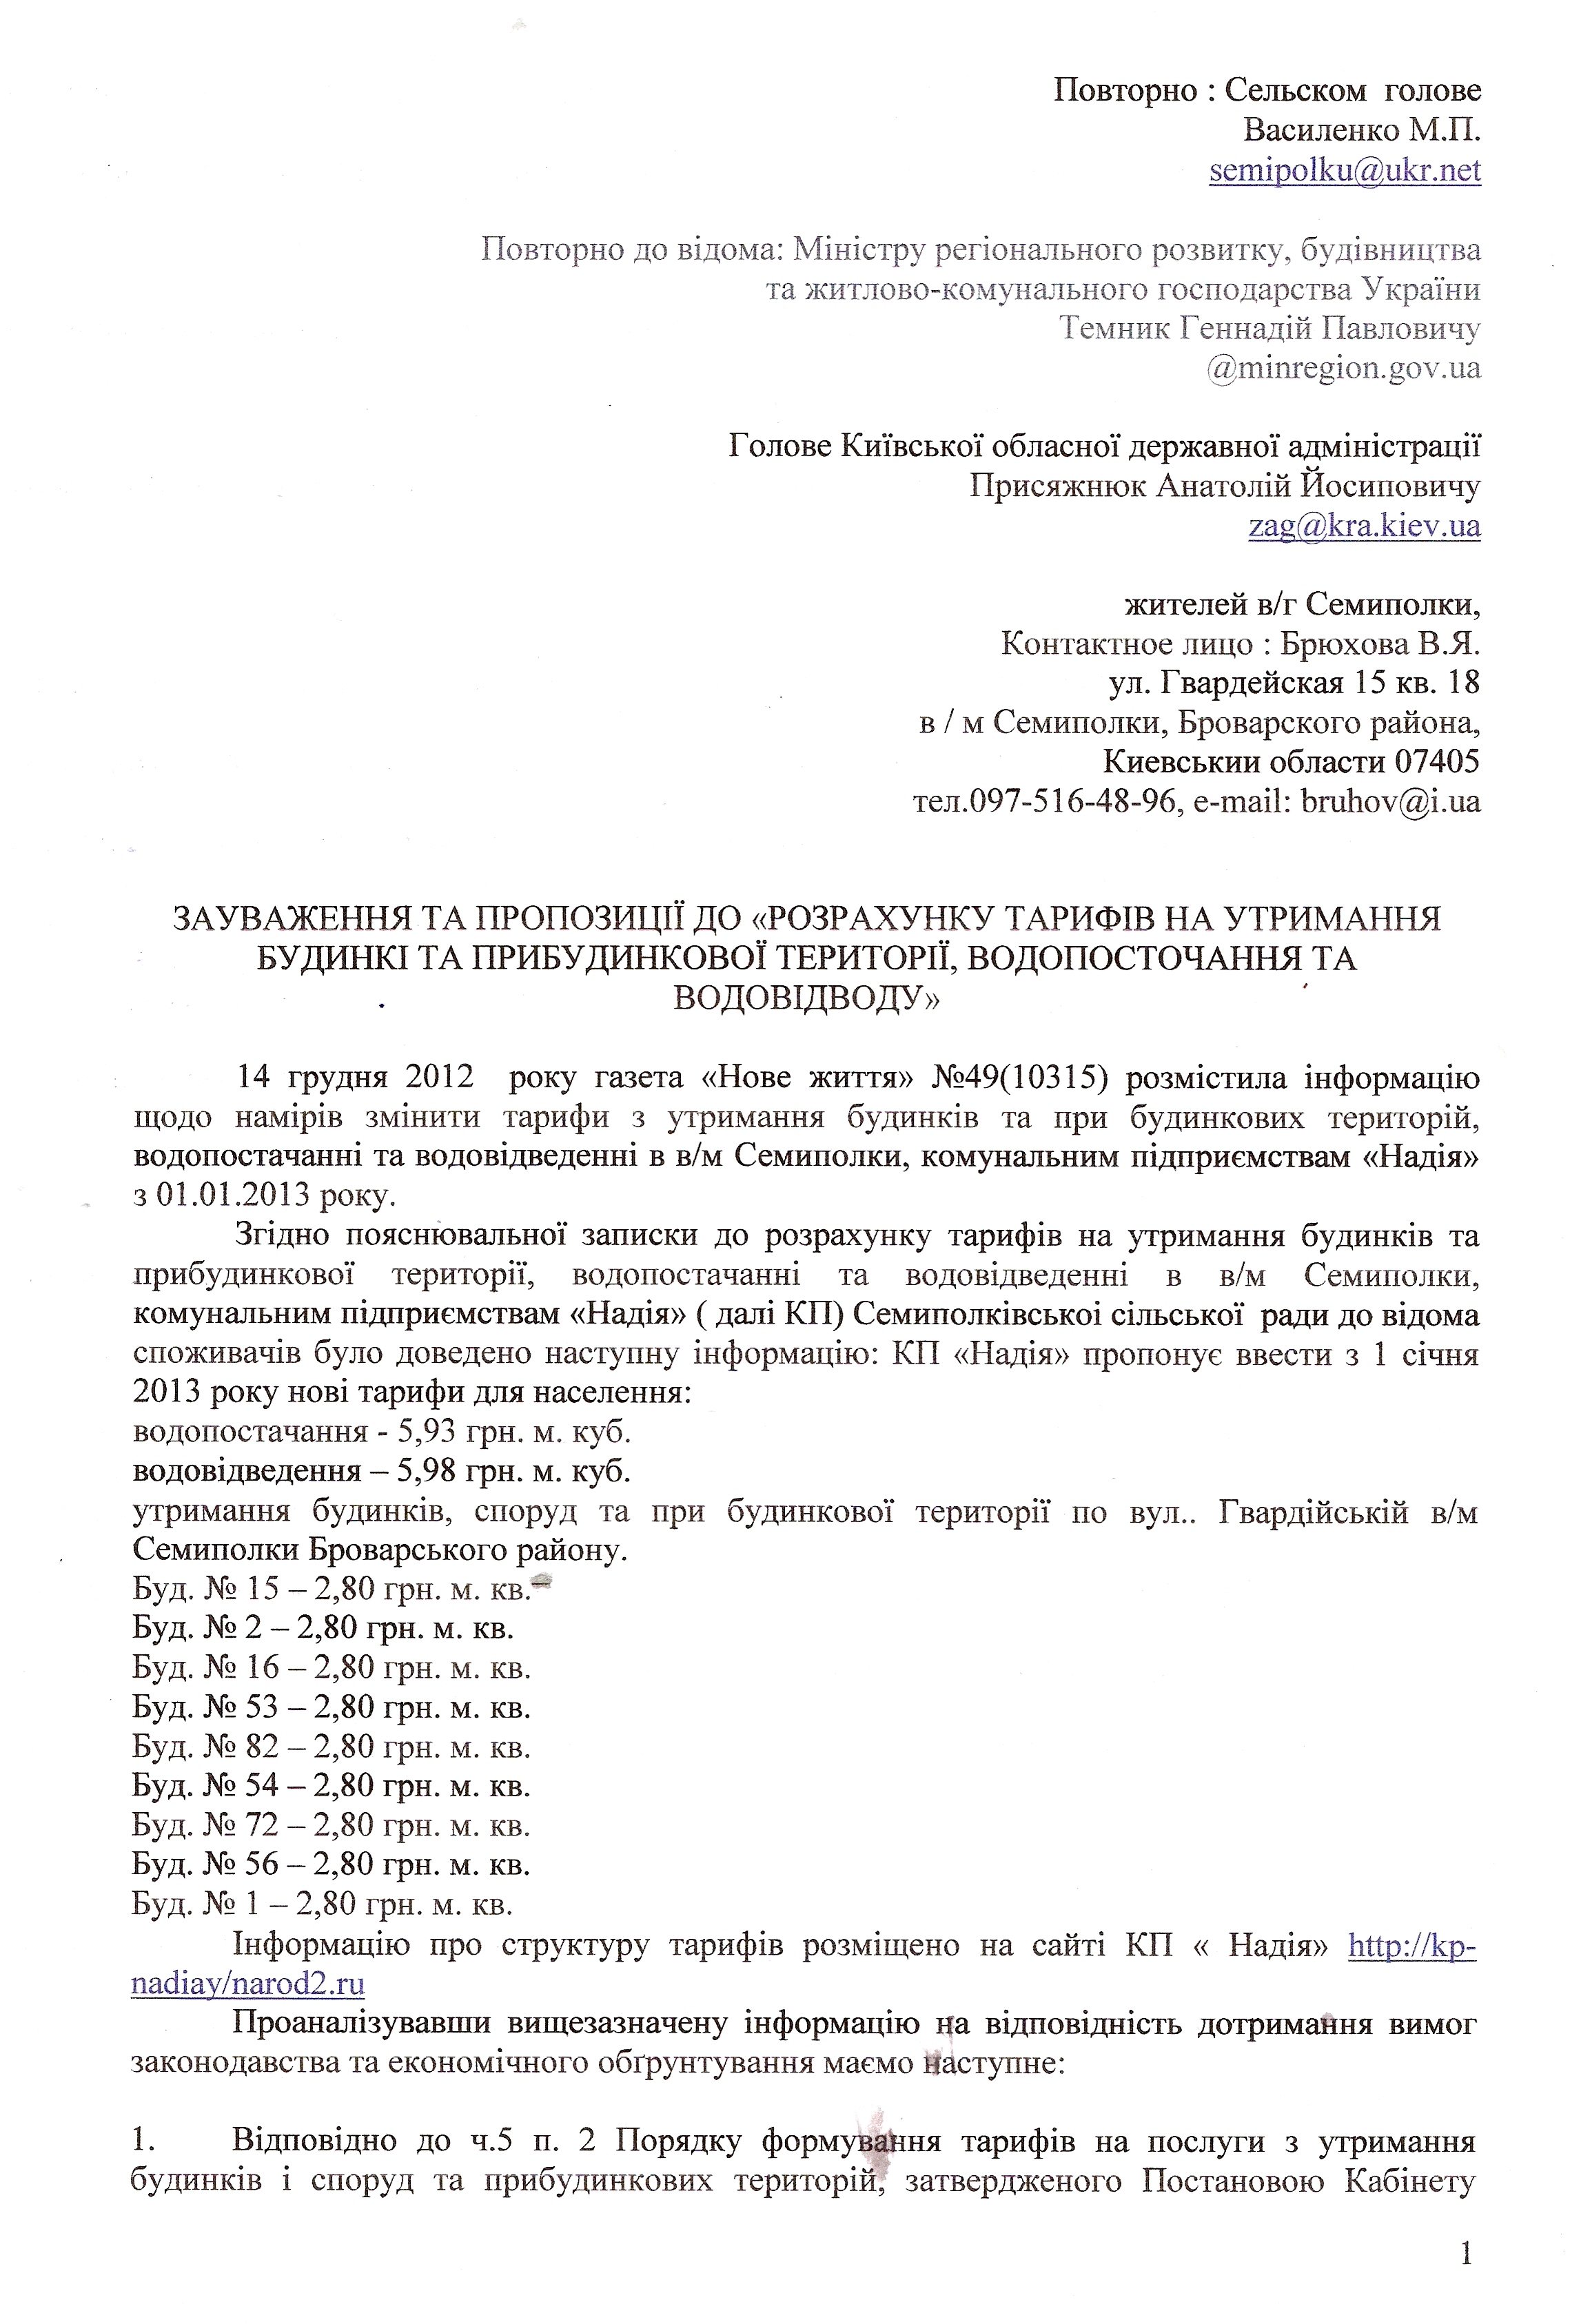 Повторно : Сельском  голове
Василенко М.П.
semipolku@ukr.net
Повторно до відома: Міністру регіонального розвитку, будівництва
та житлово-комунального господарства України
Темник Геннадій Павловичу
@minregion.gov.ua
Голове Київської обласної державної адміністрації
Присяжнюк Анатолій Йосиповичу
zag@kra.kiev.ua
жителей в/г Семиполки,
Контактное лицо : Брюхова В.Я.
ул. Гвардейская 15 кв. 18
в / м Семиполки, Броварского района,
Киевськии области 07405
тел.097-516-48-96, e-mail: bruhov@i.ua
ЗАУВАЖЕННЯ ТА ПРОПОЗИЦІЇ ДО «РОЗРАХУНКУ ТАРИФІВ НА УТРИМАННЯ
БУДИНКІ ТА ПРИБУДИНКОВОЇ ТЕРИТОРІЇ, ВОДОПОСТОЧАННЯ ТА
ВОДОВІДВОДУ»
14 грудня 2012  року газета «Нове життя» №49(10315) розмістила інформацію
щодо намірів змінити тарифи з утримання будинків та при будинкових територій,
водопостачанні та водовідведенні в в/м Семиполки, комунальним підприємствам «Надія»
з 01.01.2013 року.
Згідно пояснювальної записки до розрахунку тарифів на утримання будинків та
прибудинкової території, водопостачанні та водовідведенні в в/м Семиполки,
комунальним підприємствам «Надія» ( далі КП) Семиполківськоі сільської  ради до відома
споживачів було доведено наступну інформацію: КП «Надія» пропонує ввести з 1 січня
2013 року нові тарифи для населення:
водопостачання - 5,93 грн. м. куб.
водовідведення – 5,98 грн. м. куб.
утримання будинків, споруд та при будинкової території по вул.. Гвардійській в/м
Семиполки Броварського району.
Буд. № 15 – 2,80 грн. м. кв.
Буд. № 2 – 2,80 грн. м. кв.
Буд. № 16 – 2,80 грн. м. кв.
Буд. № 53 – 2,80 грн. м. кв.
Буд. № 82 – 2,80 грн. м. кв.
Буд. № 54 – 2,80 грн. м. кв.
Буд. № 72 – 2,80 грн. м. кв.
Буд. № 56 – 2,80 грн. м. кв.
Буд. № 1 – 2,80 грн. м. кв.
Інформацію про структуру тарифів розміщено на сайті КП « Надія» http://kp-
nadiay/narod2.ru
Проаналізувавши вищезазначену інформацію на відповідність дотримання вимог
законодавства та економічного обґрунтування маємо наступне:
1. Відповідно до ч.5 п. 2 Порядку формування тарифів на послуги з утримання
будинків і споруд та прибудинкових територій, затвердженого Постановою Кабінету
1